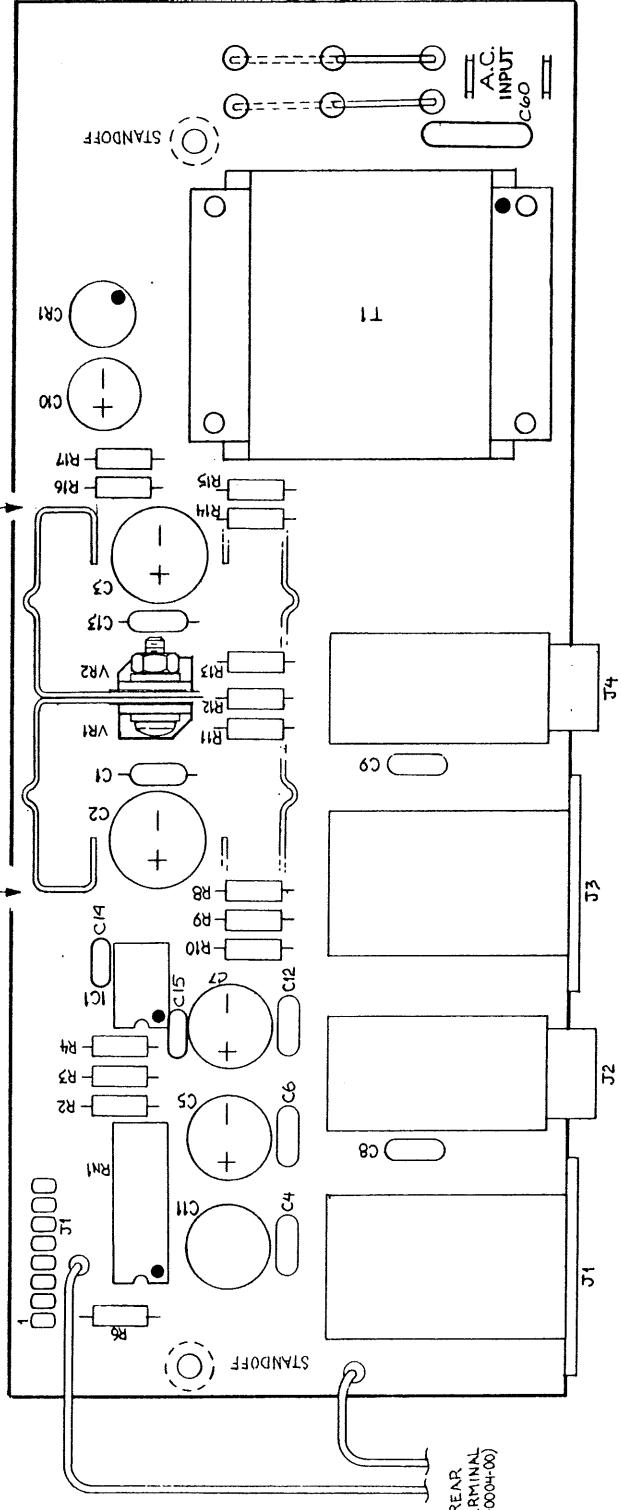 A.C.
INPUT
C60
STANDOFF
T1
CR1
C10
R17
R16
R15
R14
C3
C13
VR2
R13
R12
VR1
R11
J4
C9
C1
C2
R8
R9
R10
J3
C14
IC1
C15
C7
C12
R4
R3
R2
C5
C6
J2
C8
RN1
C11
C4
J1
1
R6
J1
STANDOFF
REAR
RMINAL
0004-00)